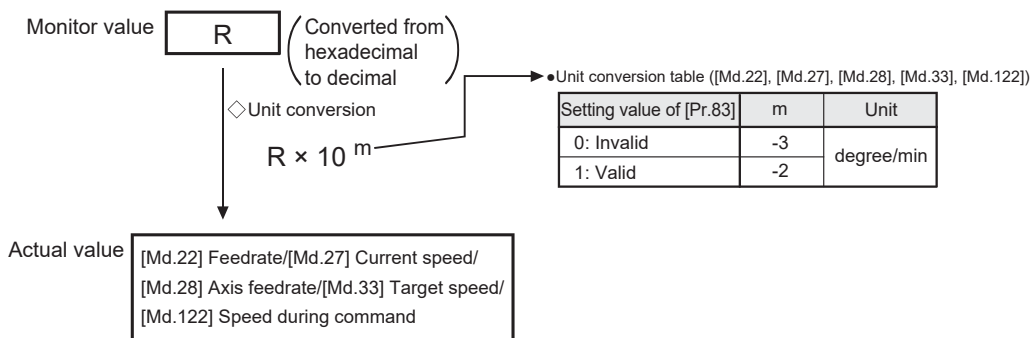 Monitor value
R
Converted from
hexadecimal
to decimal
◇Unit conversion
R × 10 m
●Unit conversion table ([Md.22], [Md.27], [Md.28], [Md.33], [Md.122])
Setting value of [Pr.83] m Unit
0: Invalid -3 degree/min
1: Valid -2
Actual value
[Md.22] Feedrate/[Md.27] Current speed/
[Md.28] Axis feedrate/[Md.33] Target speed/
[Md.122] Speed during command